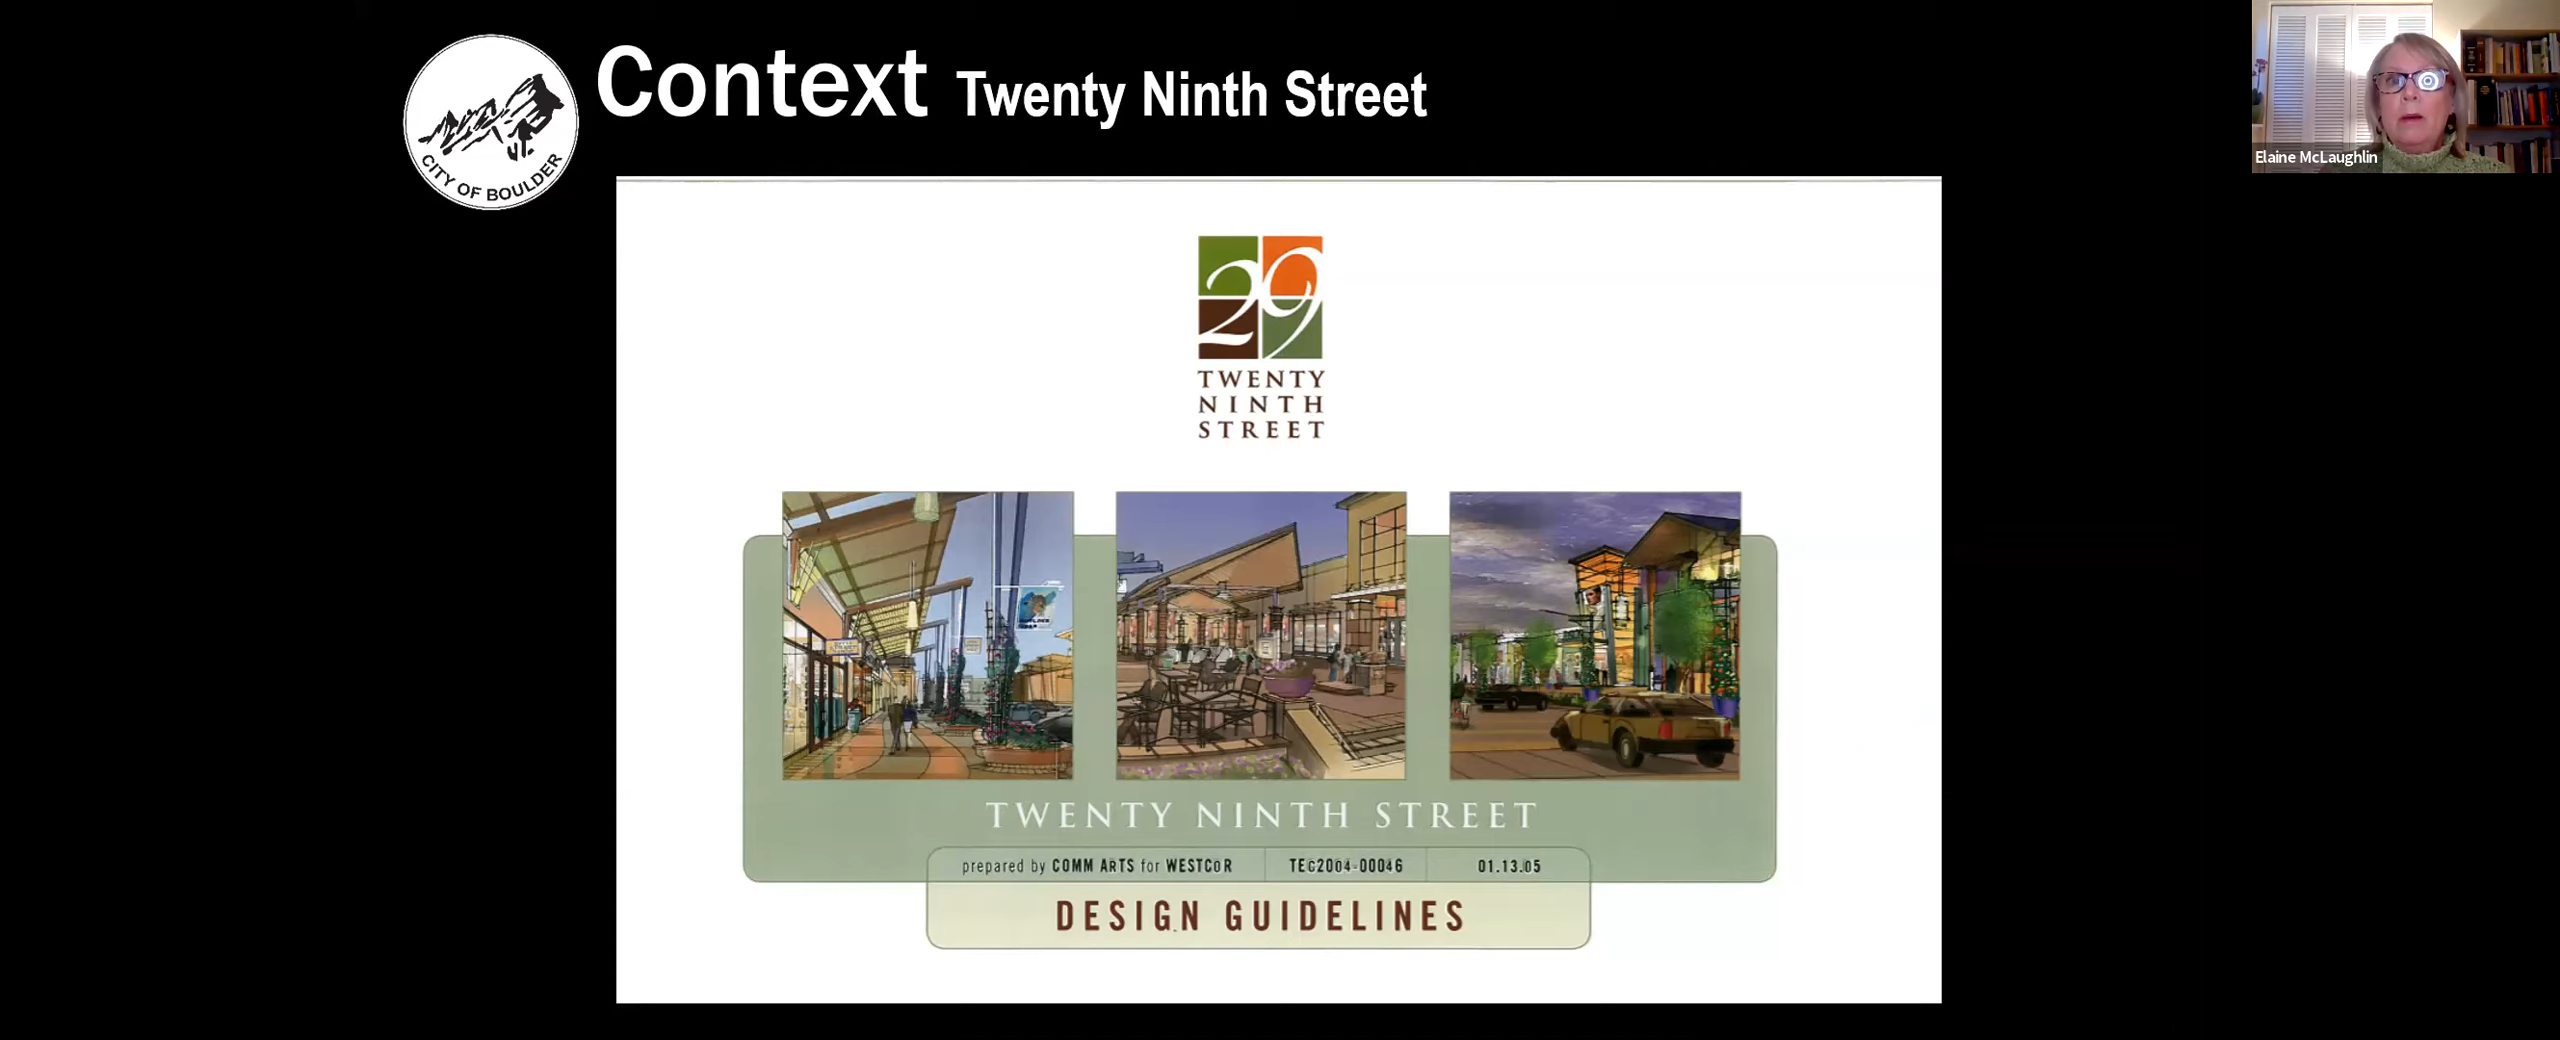 Context Twenty Ninth Street
CITY OF BOULDER
Elaine McLaughlin
29
TWENTY
NINTH
STREET
TWENTY NINTH STREET
prepared by COMM ARTS for WESTCOR
TEC2004-00046
01.13.05
DESIGN GUIDELINES